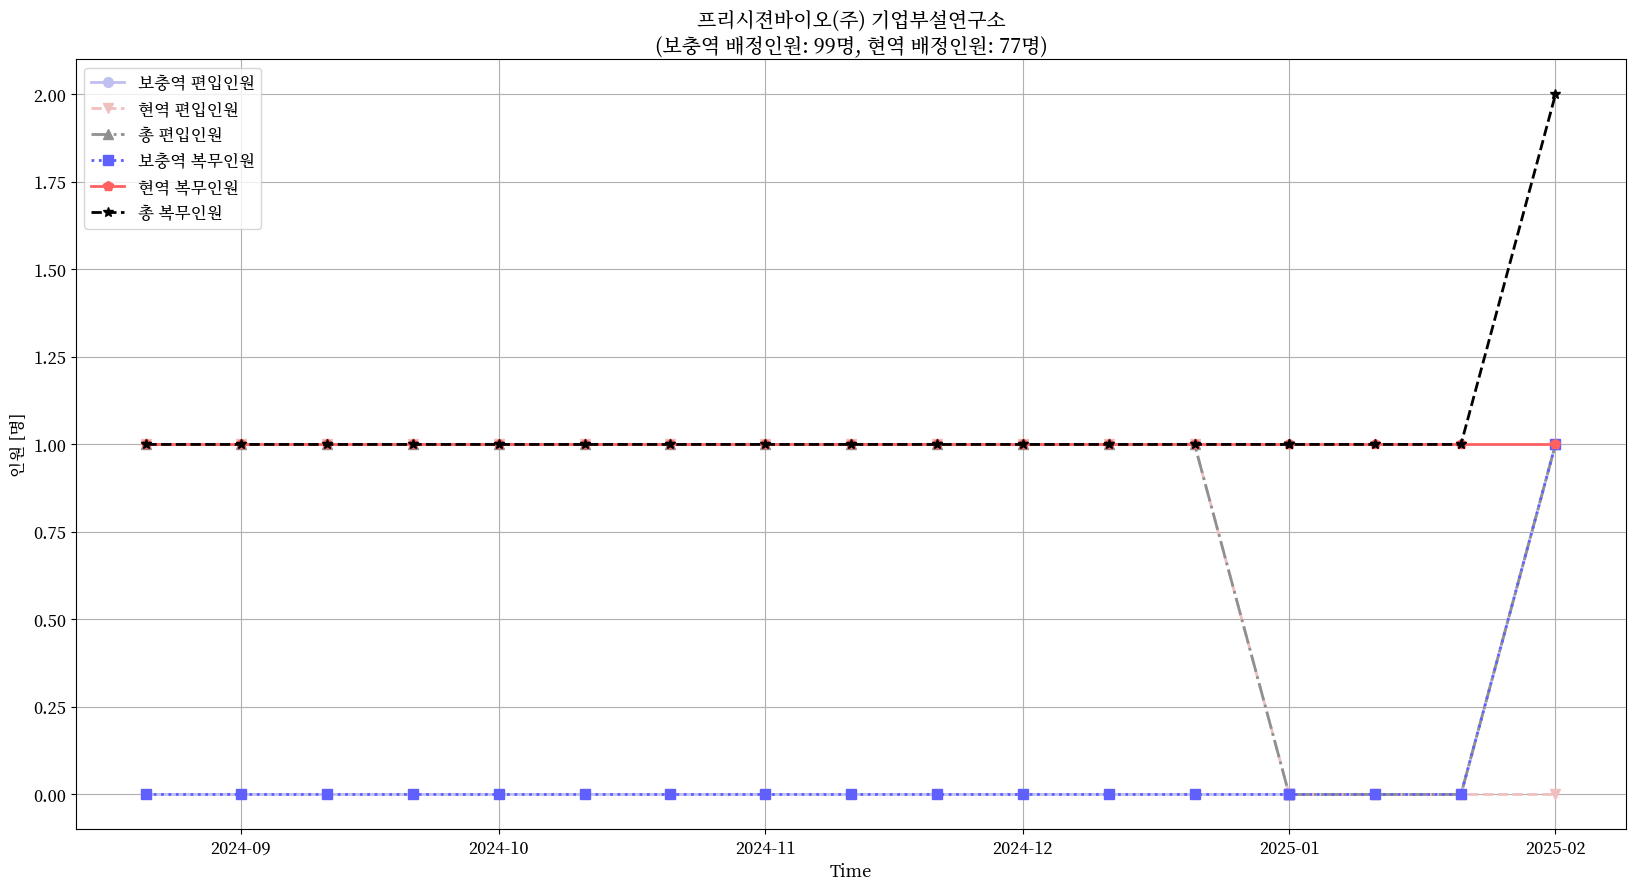 프리시젼바이오(주) 기업부설연구소
(보충역 배정인원: 99명, 현역 배정인원: 77명)
보충역 편입인원
현역 편입인원
총 편입인원
보충역 복무인원
현역 복무인원
총 복무인원
2.00
1.75
1.50
1.25
1.00
0.75
0.50
0.25
0.00
인원 [명]
2024-09
2024-10
2024-11
2024-12
2025-01
2025-02
Time